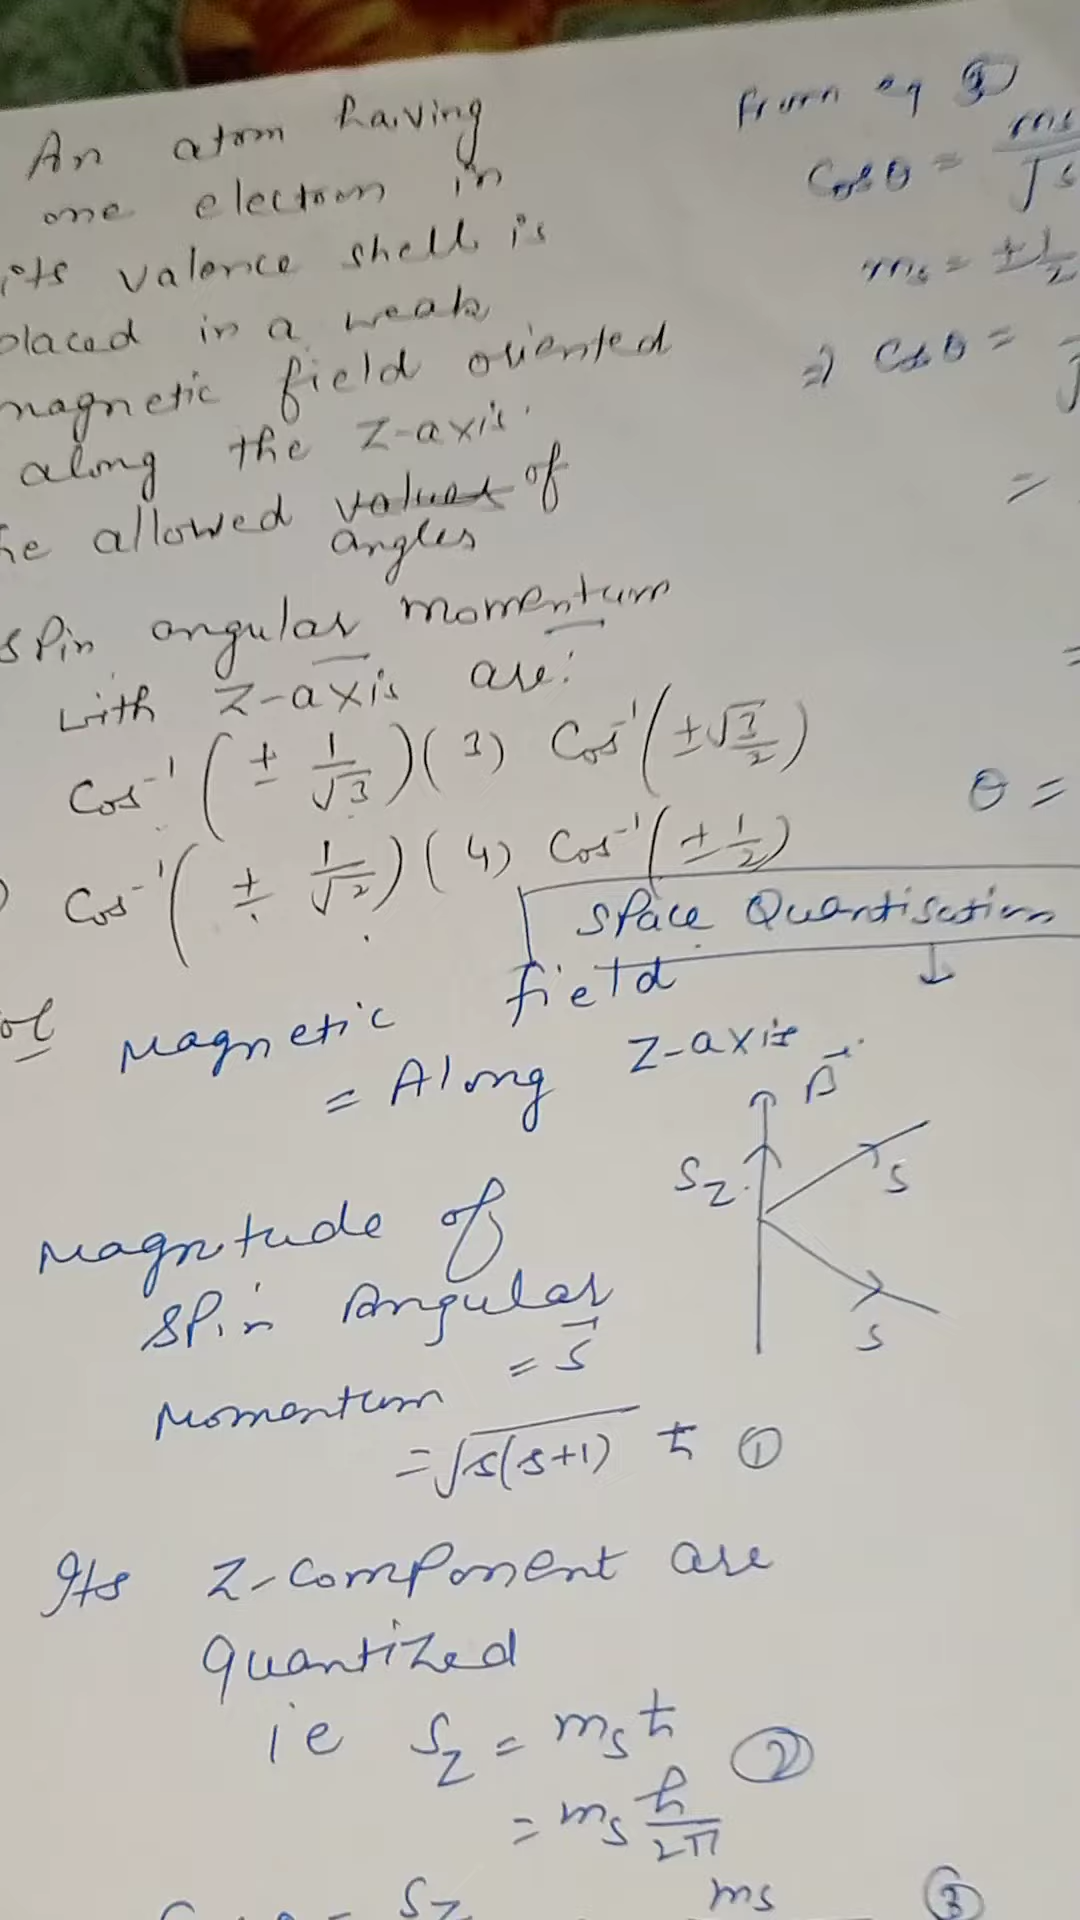 An atom having
one electron in
its valence shell is
placed in a weak
magnetic field oriented
along the Z-axis.
allowed values of
angles
spin angular momentum
with Z-axis are:
Cos⁻¹ ( ± 1/√3 ) (3) Cos⁻¹ ( ± √3/2 )
Cos⁻¹ ( ± 1/√2 ) (4) Cos⁻¹ ( ± 1/2 )
Space Quantisation
Magnetic field
= Along Z-axis
B
Sz
S
S
Magnitude of
Spin Angular
Momentum = S
= √s(s+1) ħ ①
Its Z-component are
quantized
ie Sz = ms ħ ②
= ms ħ/2π
= Sz ms ③
From eq ③
Cos θ = ms
ms = ± 1/2
⇒ Cos θ =
=
=
θ =